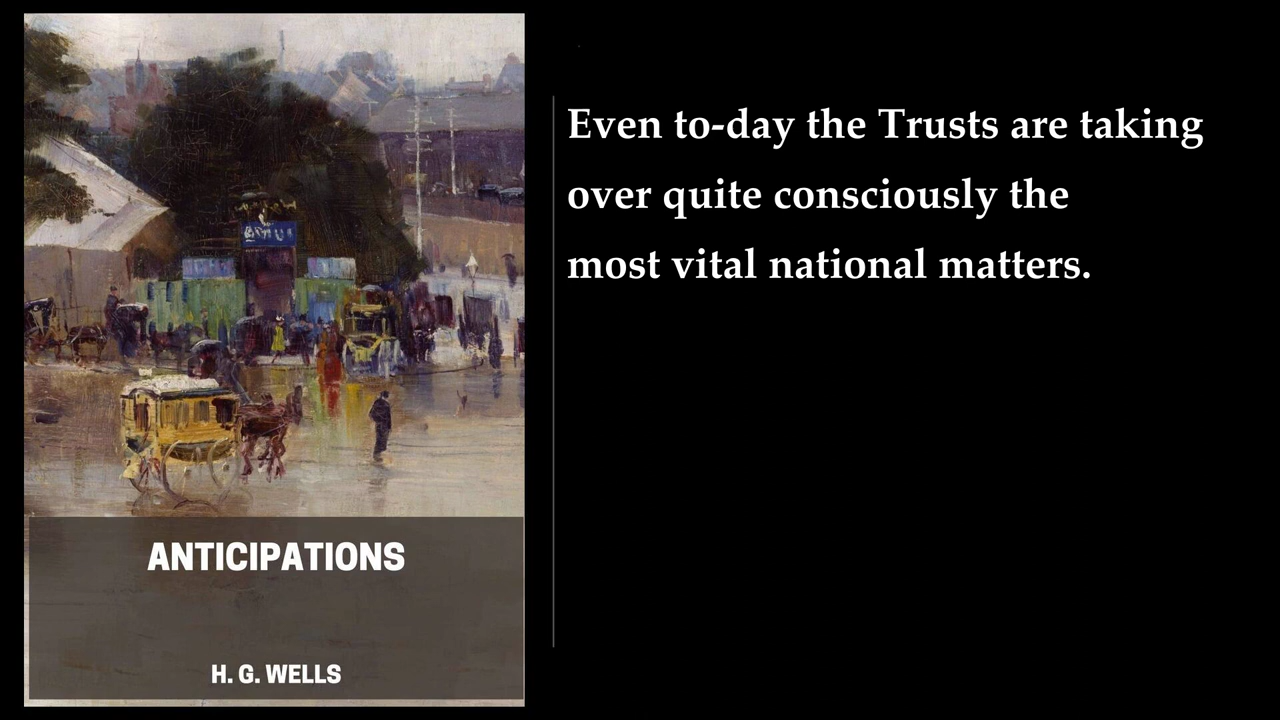 Even to-day the Trusts are taking
over quite consciously the
most vital national matters.
ANTICIPATIONS
H. G. WELLS